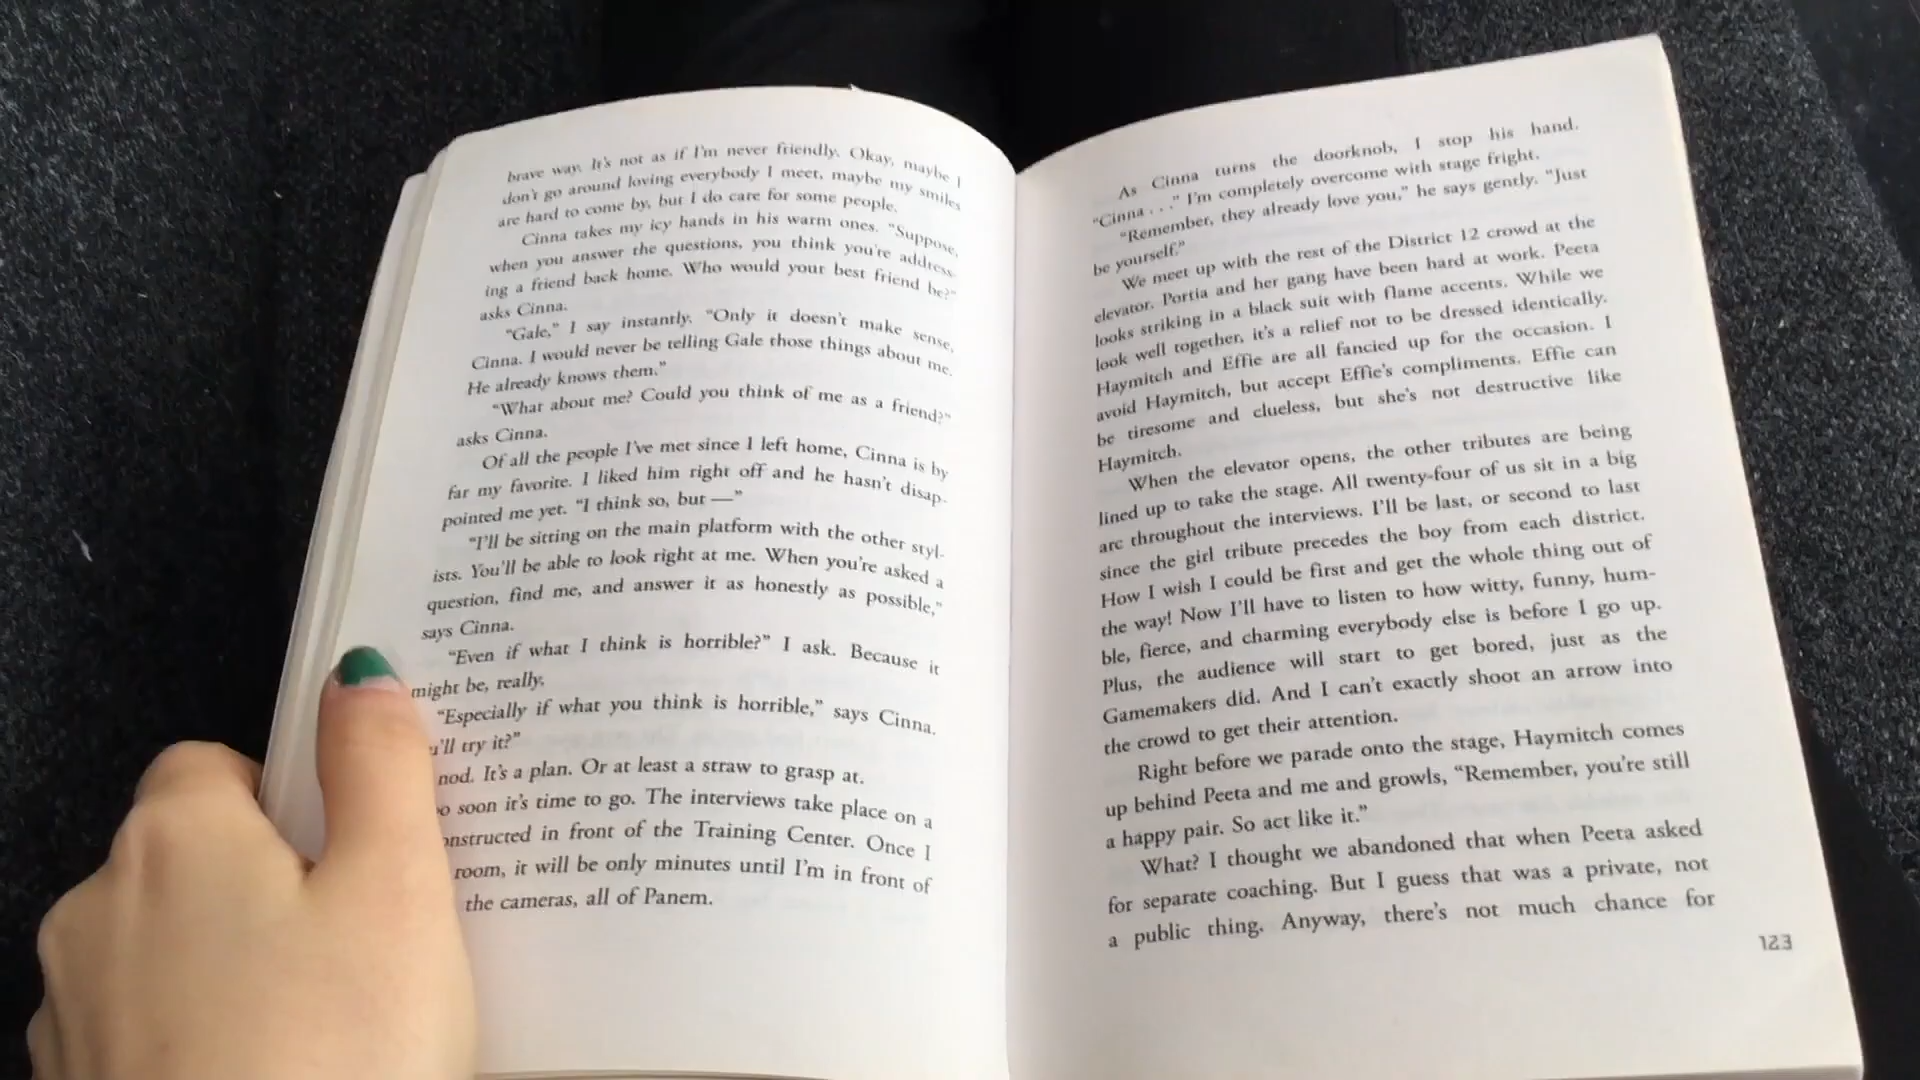 brave way. It's not as if I'm never friendly. Okay, maybe I
don't go around loving everybody I meet, maybe my smiles
are hard to come by, but I do care for some people.
Cinna takes my icy hands in his warm ones. "Suppose,
when you answer the questions, you think you're address-
ing a friend back home. Who would your best friend be?"
asks Cinna.
"Gale," I say instantly. "Only it doesn't make sense,
Cinna. I would never be telling Gale those things about me.
He already knows them."
"What about me? Could you think of me as a friend?"
asks Cinna.
Of all the people I've met since I left home, Cinna is by
far my favorite. I liked him right off and he hasn't disap-
pointed me yet. "I think so, but —"
"I'll be sitting on the main platform with the other styl-
ists. You'll be able to look right at me. When you're asked a
question, find me, and answer it as honestly as possible,"
says Cinna.
"Even if what I think is horrible?" I ask. Because it
might be, really.
"Especially if what you think is horrible," says Cinna.
u'll try it?"
nod. It's a plan. Or at least a straw to grasp at.
o soon it's time to go. The interviews take place on a
onstructed in front of the Training Center. Once I
room, it will be only minutes until I'm in front of
the cameras, all of Panem.
As Cinna turns the doorknob, I stop his hand.
"Cinna . . ." I'm completely overcome with stage fright.
"Remember, they already love you," he says gently. "Just
be yourself."
We meet up with the rest of the District 12 crowd at the
elevator. Portia and her gang have been hard at work. Peeta
looks striking in a black suit with flame accents. While we
look well together, it's a relief not to be dressed identically.
Haymitch and Effie are all fancied up for the occasion. I
avoid Haymitch, but accept Effie's compliments. Effie can
be tiresome and clueless, but she's not destructive like
Haymitch.
When the elevator opens, the other tributes are being
lined up to take the stage. All twenty-four of us sit in a big
arc throughout the interviews. I'll be last, or second to last
since the girl tribute precedes the boy from each district.
How I wish I could be first and get the whole thing out of
the way! Now I'll have to listen to how witty, funny, hum-
ble, fierce, and charming everybody else is before I go up.
Plus, the audience will start to get bored, just as the
Gamemakers did. And I can't exactly shoot an arrow into
the crowd to get their attention.
Right before we parade onto the stage, Haymitch comes
up behind Peeta and me and growls, "Remember, you're still
a happy pair. So act like it."
What? I thought we abandoned that when Peeta asked
for separate coaching. But I guess that was a private, not
a public thing. Anyway, there's not much chance for
123